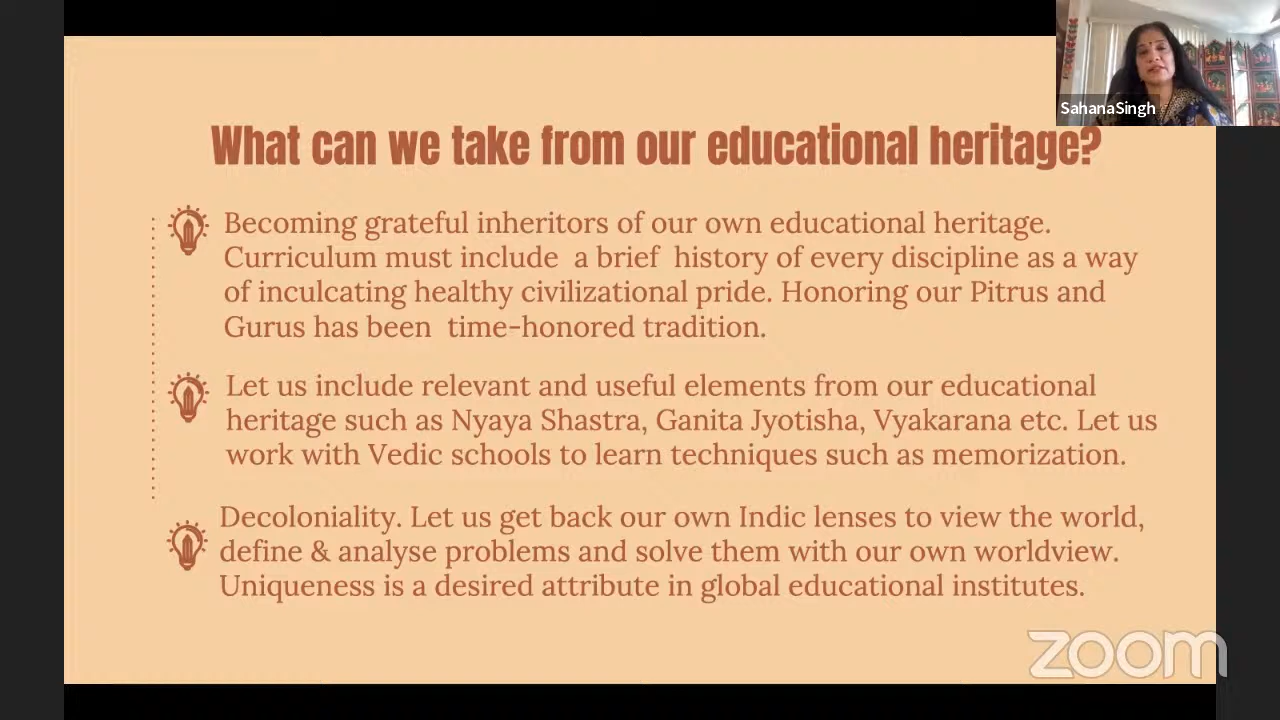 SahanaSingh
What can we take from our educational heritage?
Becoming grateful inheritors of our own educational heritage.
Curriculum must include  a brief  history of every discipline as a way
of inculcating healthy civilizational pride. Honoring our Pitrus and
Gurus has been  time-honored tradition.
Let us include relevant and useful elements from our educational
heritage such as Nyaya Shastra, Ganita Jyotisha, Vyakarana etc. Let us
work with Vedic schools to learn techniques such as memorization.
Decoloniality. Let us get back our own Indic lenses to view the world,
define & analyse problems and solve them with our own worldview.
Uniqueness is a desired attribute in global educational institutes.
zoom